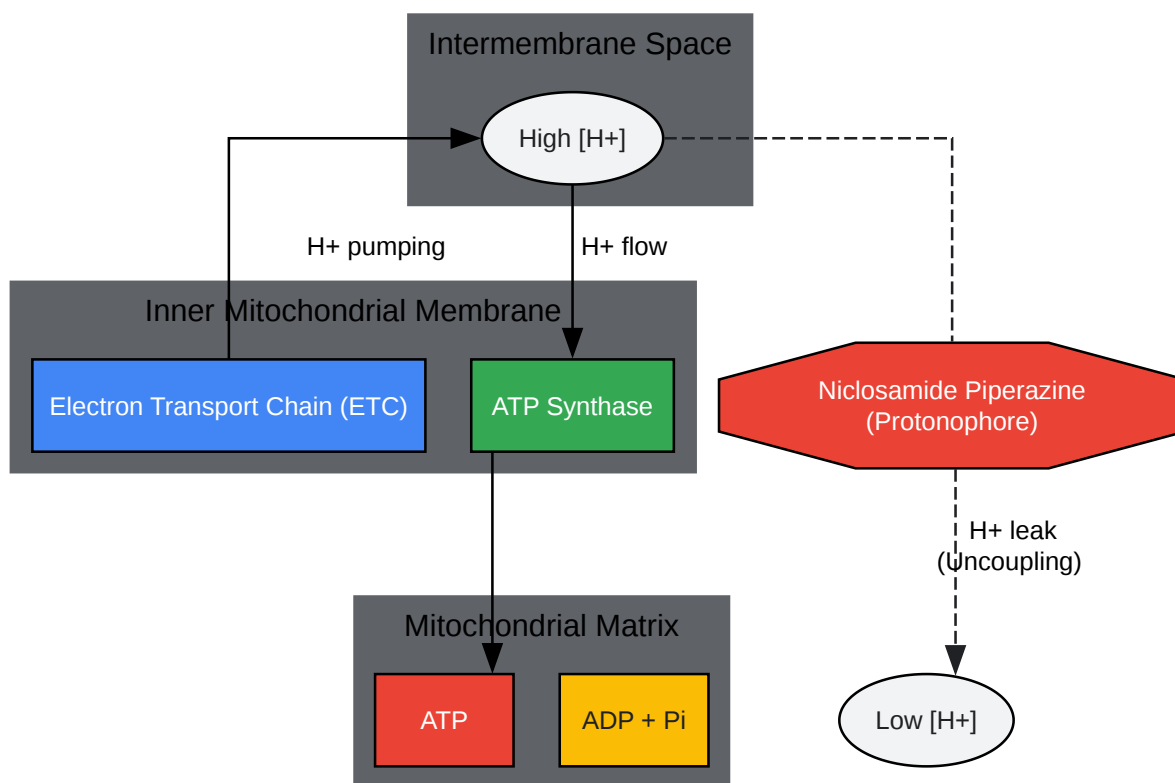 Intermembrane Space
High [H+]
H+ pumping
H+ flow
Inner Mitochondrial Membrane
Electron Transport Chain (ETC)
ATP Synthase
Niclosamide Piperazine
(Protonophore)
H+ leak
(Uncoupling)
Mitochondrial Matrix
ATP
ADP + Pi
Low [H+]